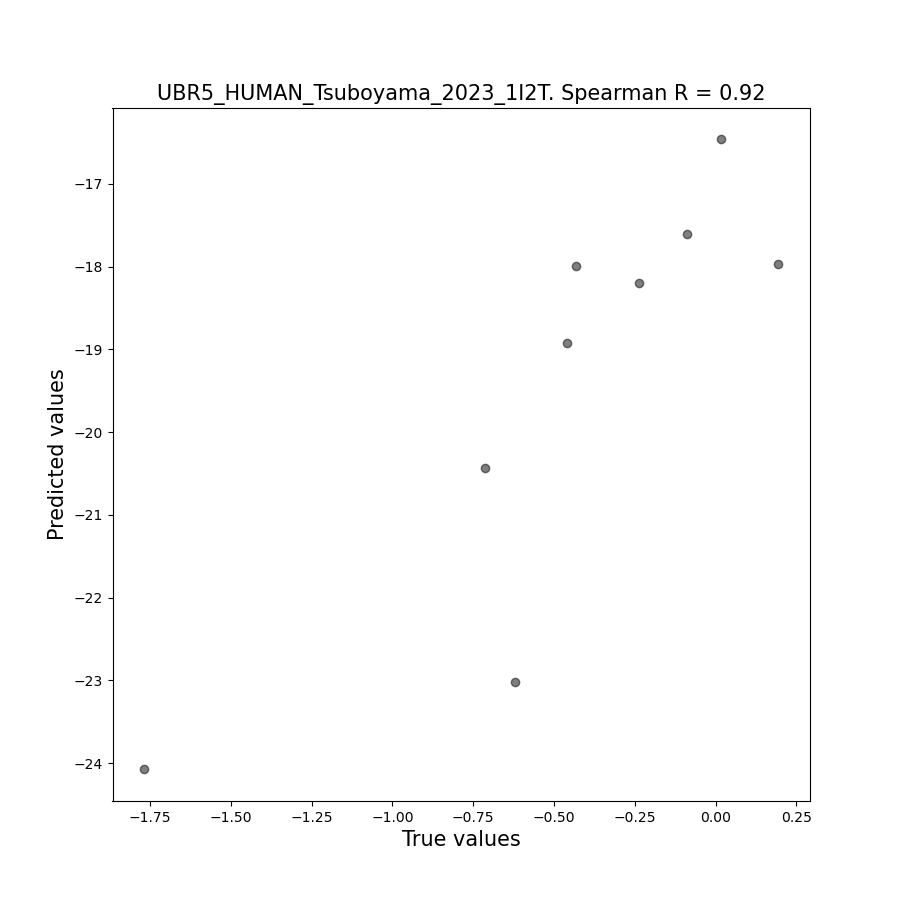 UBR5_HUMAN_Tsuboyama_2023_1I2T. Spearman R = 0.92
−17
−18
−19
−20
−21
−22
−23
−24
Predicted values
−1.75 −1.50 −1.25 −1.00 −0.75 −0.50 −0.25 0.00 0.25
True values